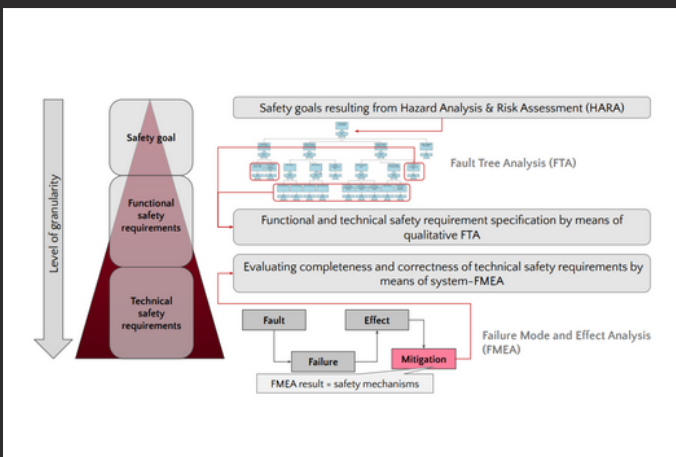 Safety goals resulting from Hazard Analysis & Risk Assessment (HARA)
Safety goal
Fault Tree Analysis (FTA)
Level of granularity
Functional
safety
requirements
Functional and technical safety requirement specification by means of
qualitative FTA
Evaluating completeness and correctness of technical safety requirements by
means of system-FMEA
Technical
safety
requirements
Fault
Effect
Failure
Mitigation
Failure Mode and Effect Analysis
(FMEA)
FMEA result = safety mechanisms